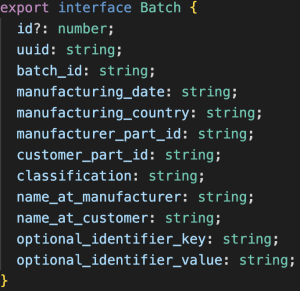 export interface Batch {
id?: number;
uuid: string;
batch_id: string;
manufacturing_date: string;
manufacturing_country: string;
manufacturer_part_id: string;
customer_part_id: string;
classification: string;
name_at_manufacturer: string;
name_at_customer: string;
optional_identifier_key: string;
optional_identifier_value: string;
}